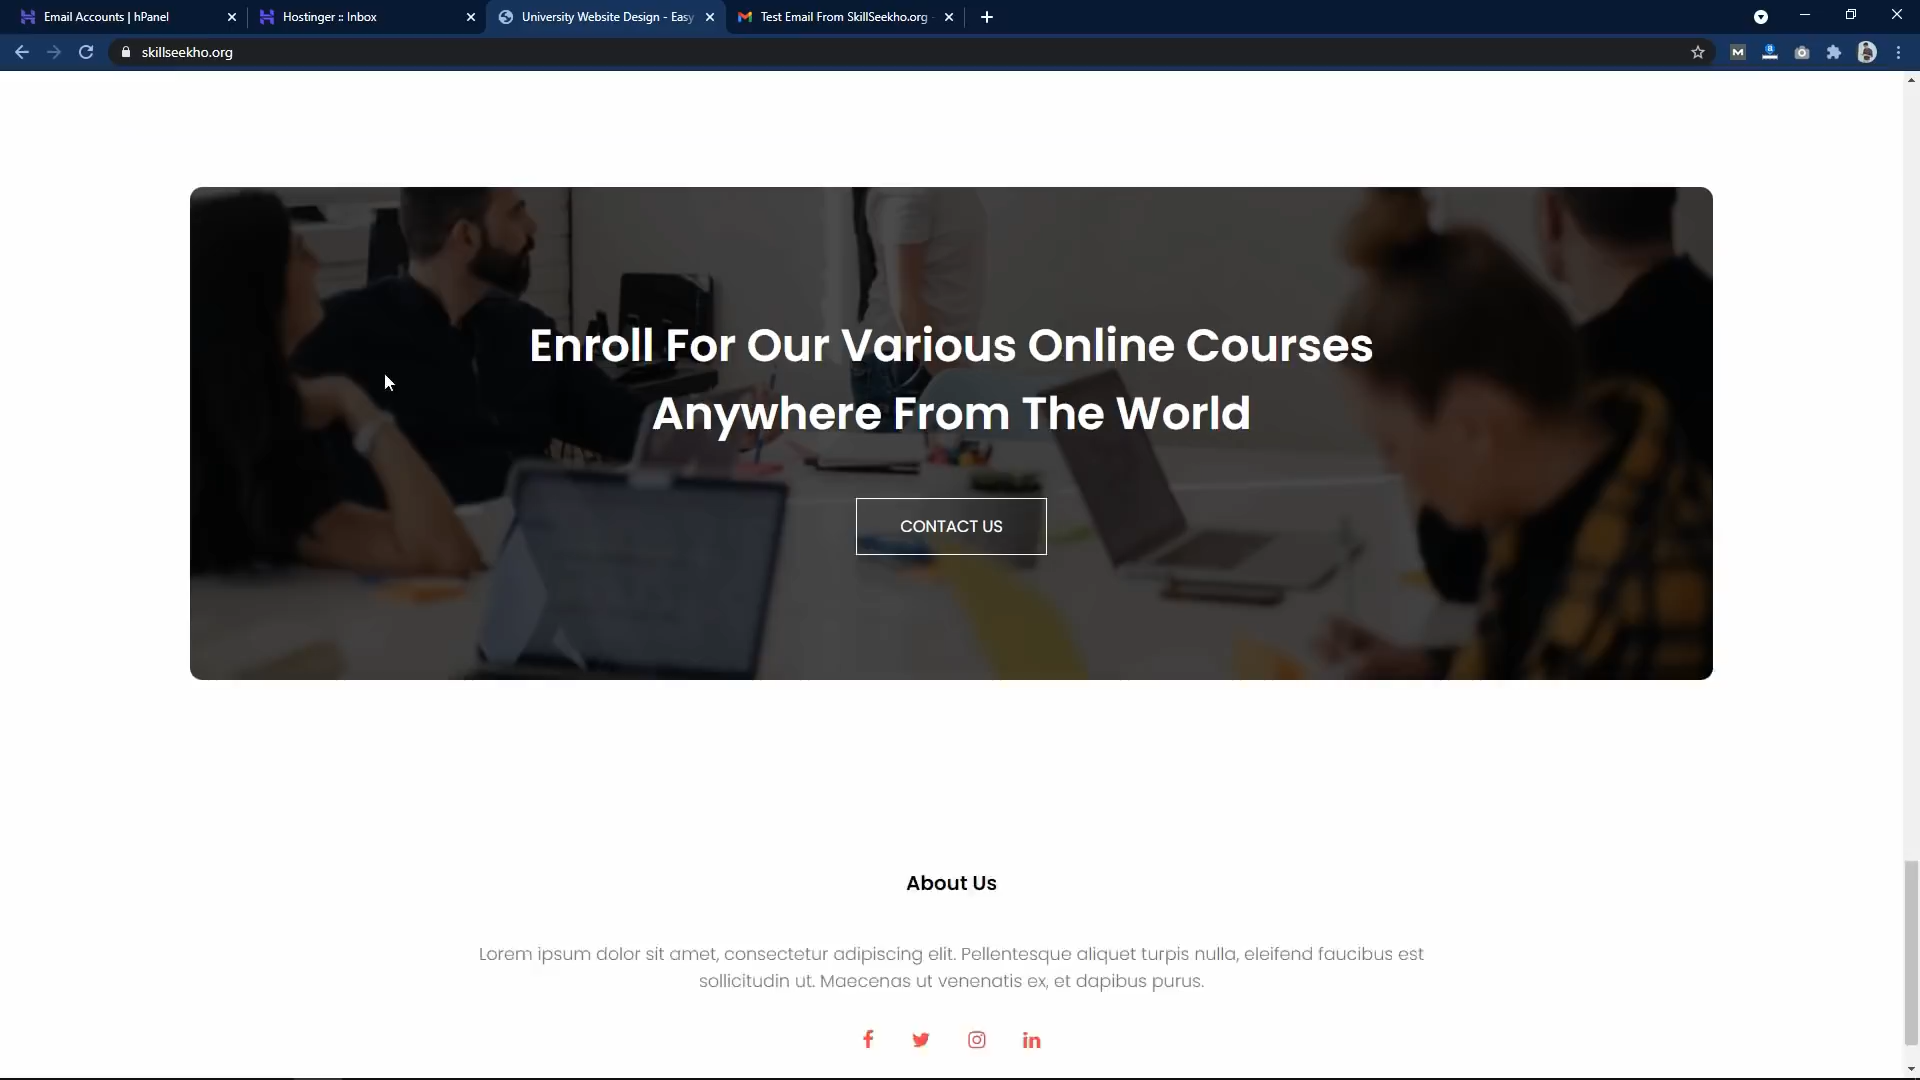 Email Accounts | hPanel
Hostinger :: Inbox
University Website Design - Easy
Test Email From SkillSeekho.org -
skillseekho.org
Enroll For Our Various Online Courses
Anywhere From The World
CONTACT US
About Us
Lorem ipsum dolor sit amet, consectetur adipiscing elit. Pellentesque aliquet turpis nulla, eleifend faucibus est
sollicitudin ut. Maecenas ut venenatis ex, et dapibus purus.